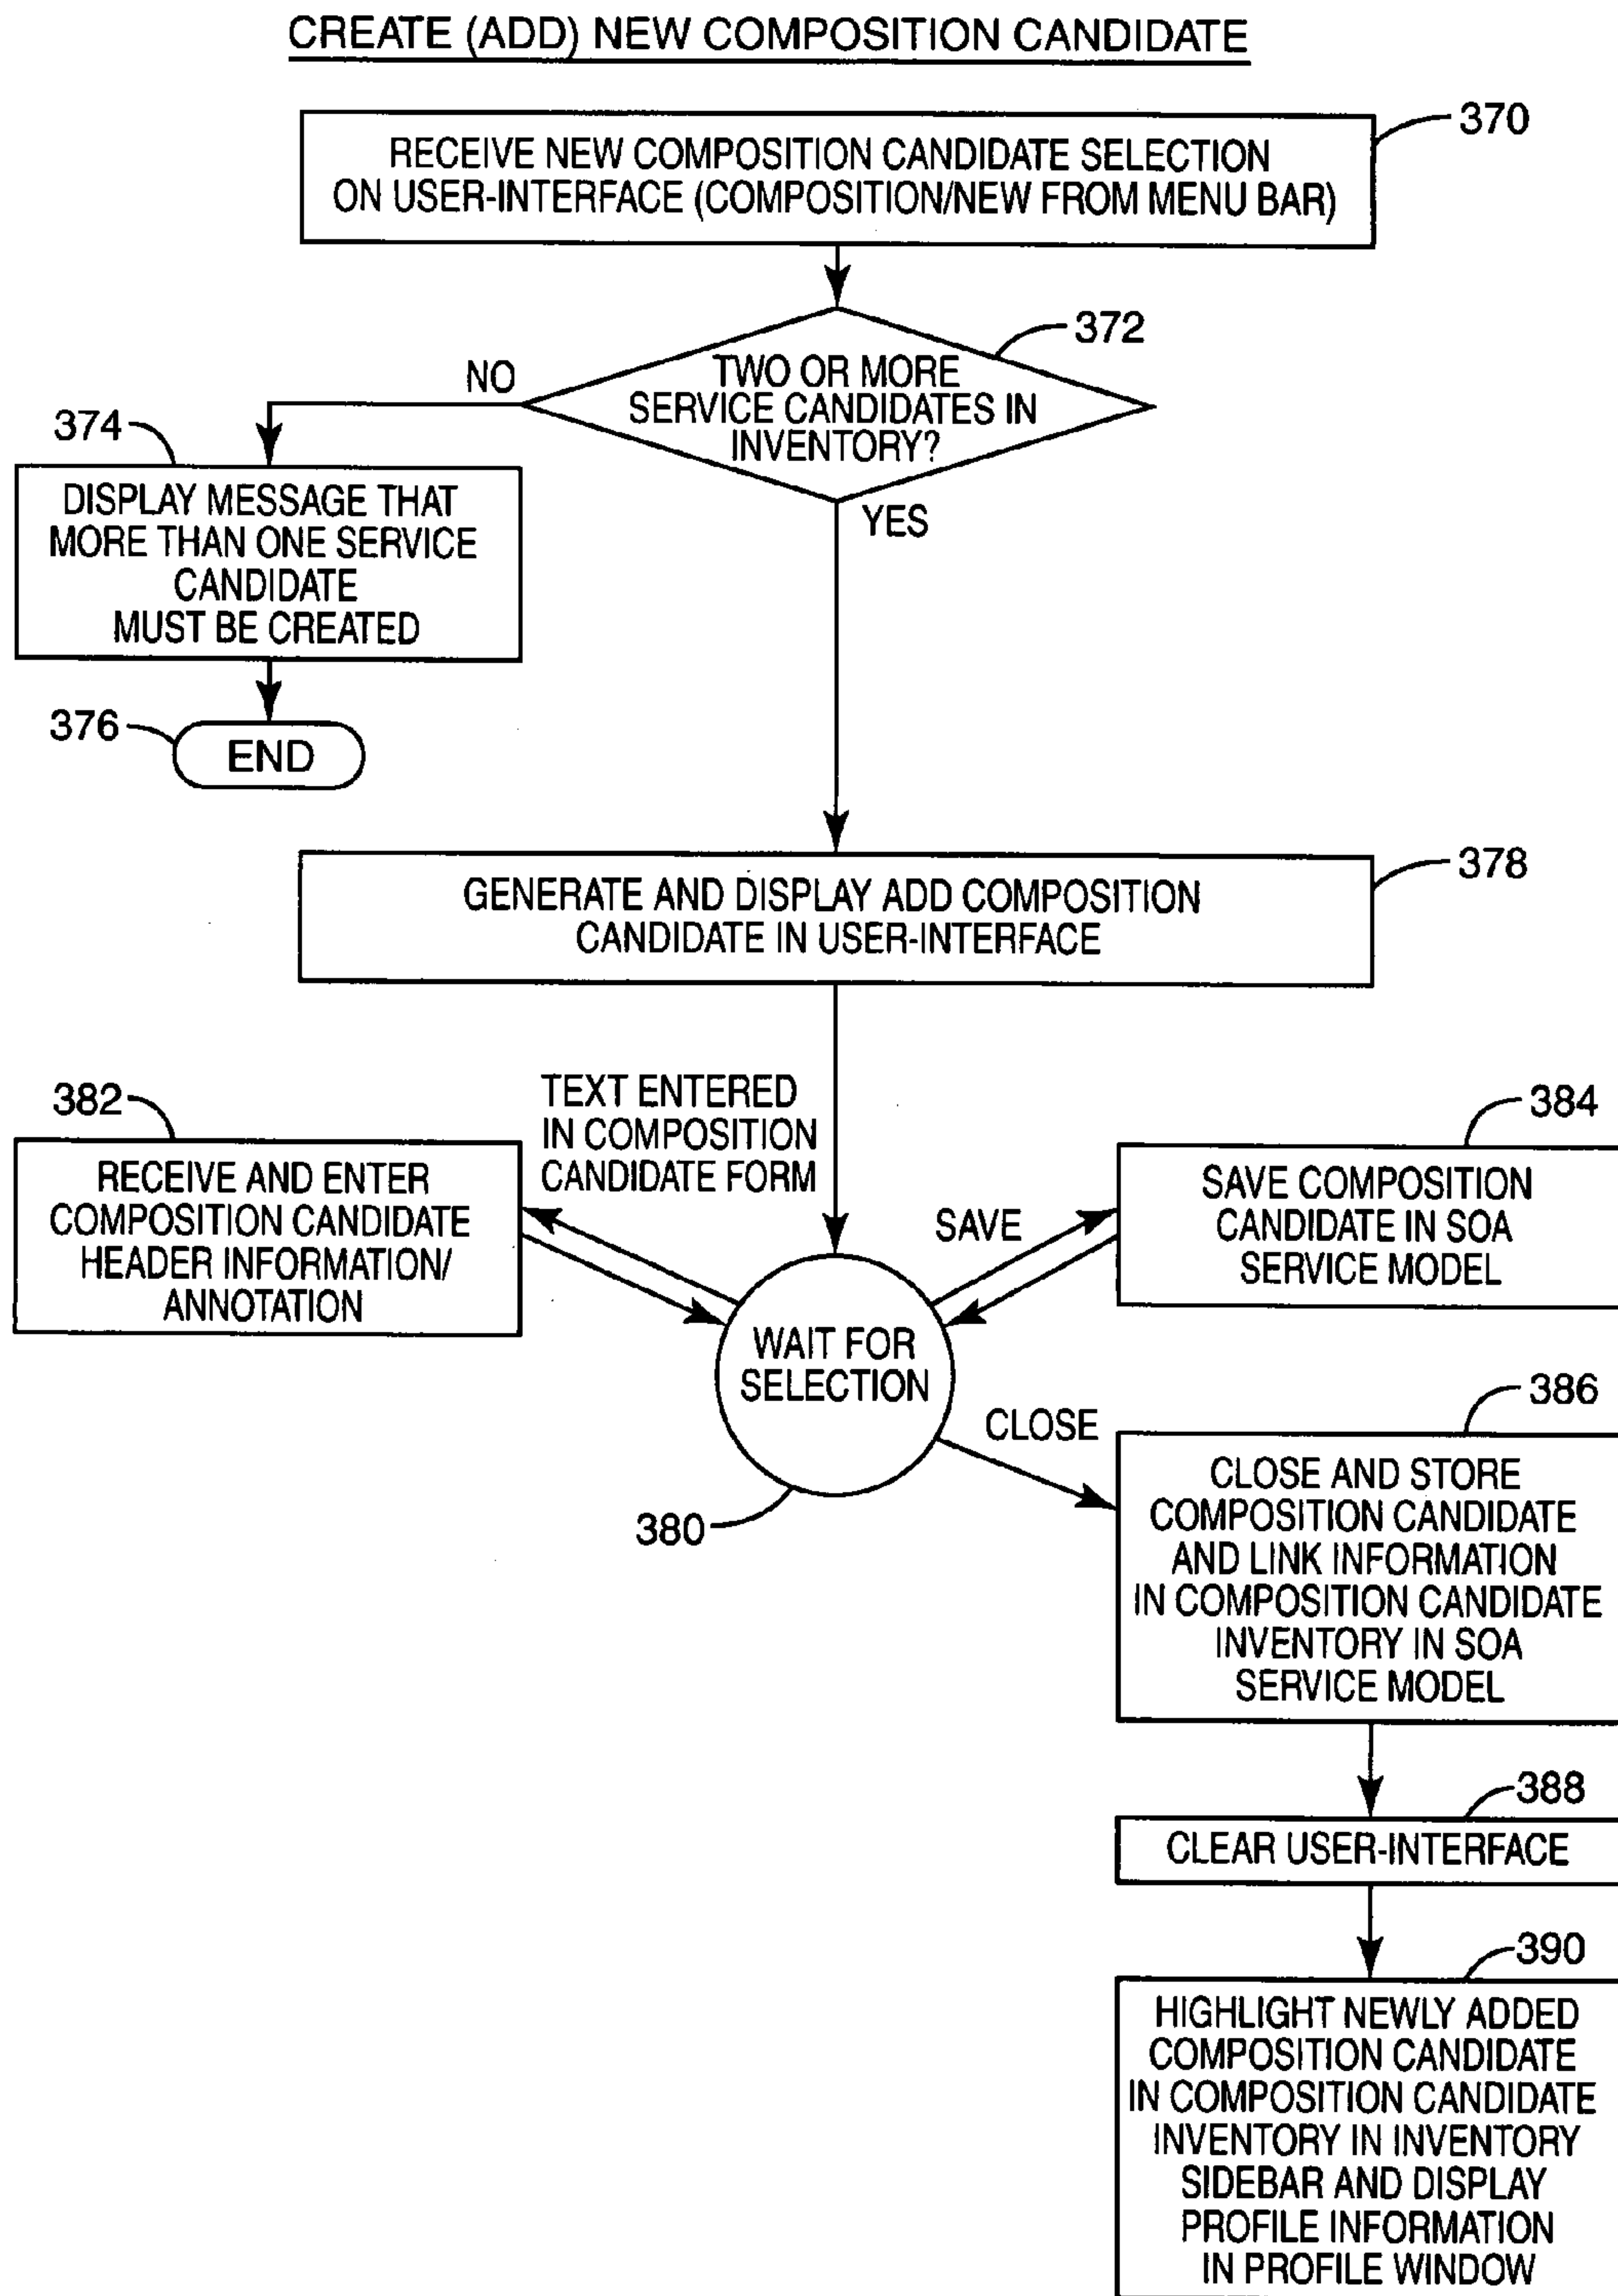 CREATE (ADD) NEW COMPOSITION CANDIDATE
370
RECEIVE NEW COMPOSITION CANDIDATE SELECTION
ON USER-INTERFACE (COMPOSITION/NEW FROM MENU BAR)
372
TWO OR MORE
SERVICE CANDIDATES IN
INVENTORY?
NO
YES
374
DISPLAY MESSAGE THAT
MORE THAN ONE SERVICE
CANDIDATE
MUST BE CREATED
376
END
378
GENERATE AND DISPLAY ADD COMPOSITION
CANDIDATE IN USER-INTERFACE
382
TEXT ENTERED
IN COMPOSITION
CANDIDATE FORM
RECEIVE AND ENTER
COMPOSITION CANDIDATE
HEADER INFORMATION/
ANNOTATION
384
SAVE
SAVE COMPOSITION
CANDIDATE IN SOA
SERVICE MODEL
WAIT FOR
SELECTION
380
CLOSE
386
CLOSE AND STORE
COMPOSITION CANDIDATE
AND LINK INFORMATION
IN COMPOSITION CANDIDATE
INVENTORY IN SOA
SERVICE MODEL
388
CLEAR USER-INTERFACE
390
HIGHLIGHT NEWLY ADDED
COMPOSITION CANDIDATE
IN COMPOSITION CANDIDATE
INVENTORY IN INVENTORY
SIDEBAR AND DISPLAY
PROFILE INFORMATION
IN PROFILE WINDOW